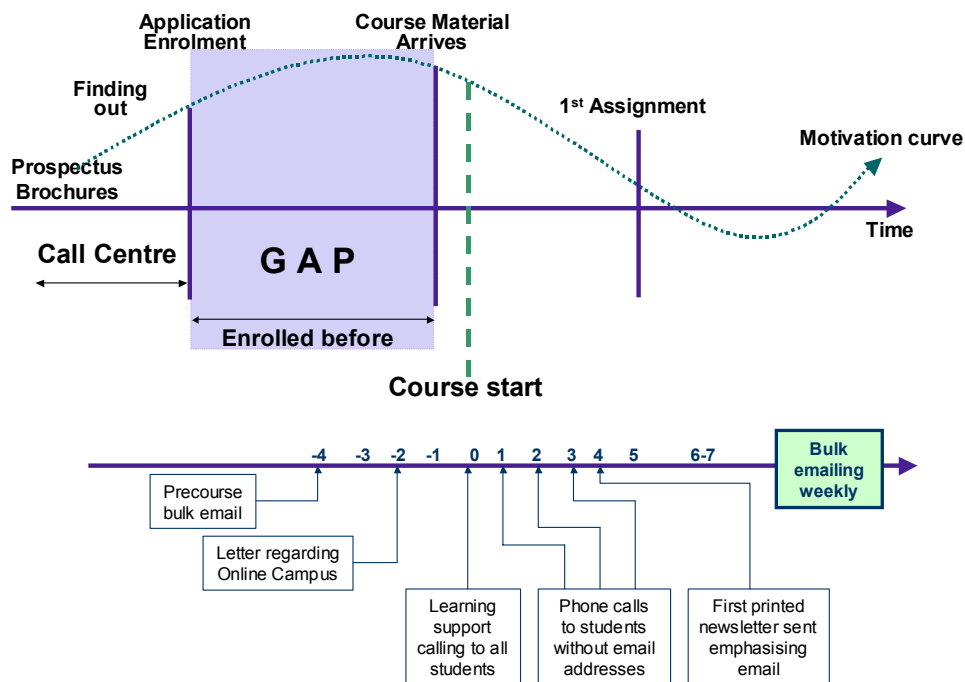 Application
Enrolment
Course Material
Arrives
Finding
out
1st Assignment
Motivation curve
Prospectus
Brochures
Time
Call Centre
G A P
Enrolled before
Course start
-4 -3 -2 -1 0 1 2 3 4 5 6-7
Bulk
emailing
weekly
Precourse
bulk email
Letter regarding
Online Campus
Learning
support
calling to all
students
Phone calls
to students
without email
addresses
First printed
newsletter sent
emphasising
email